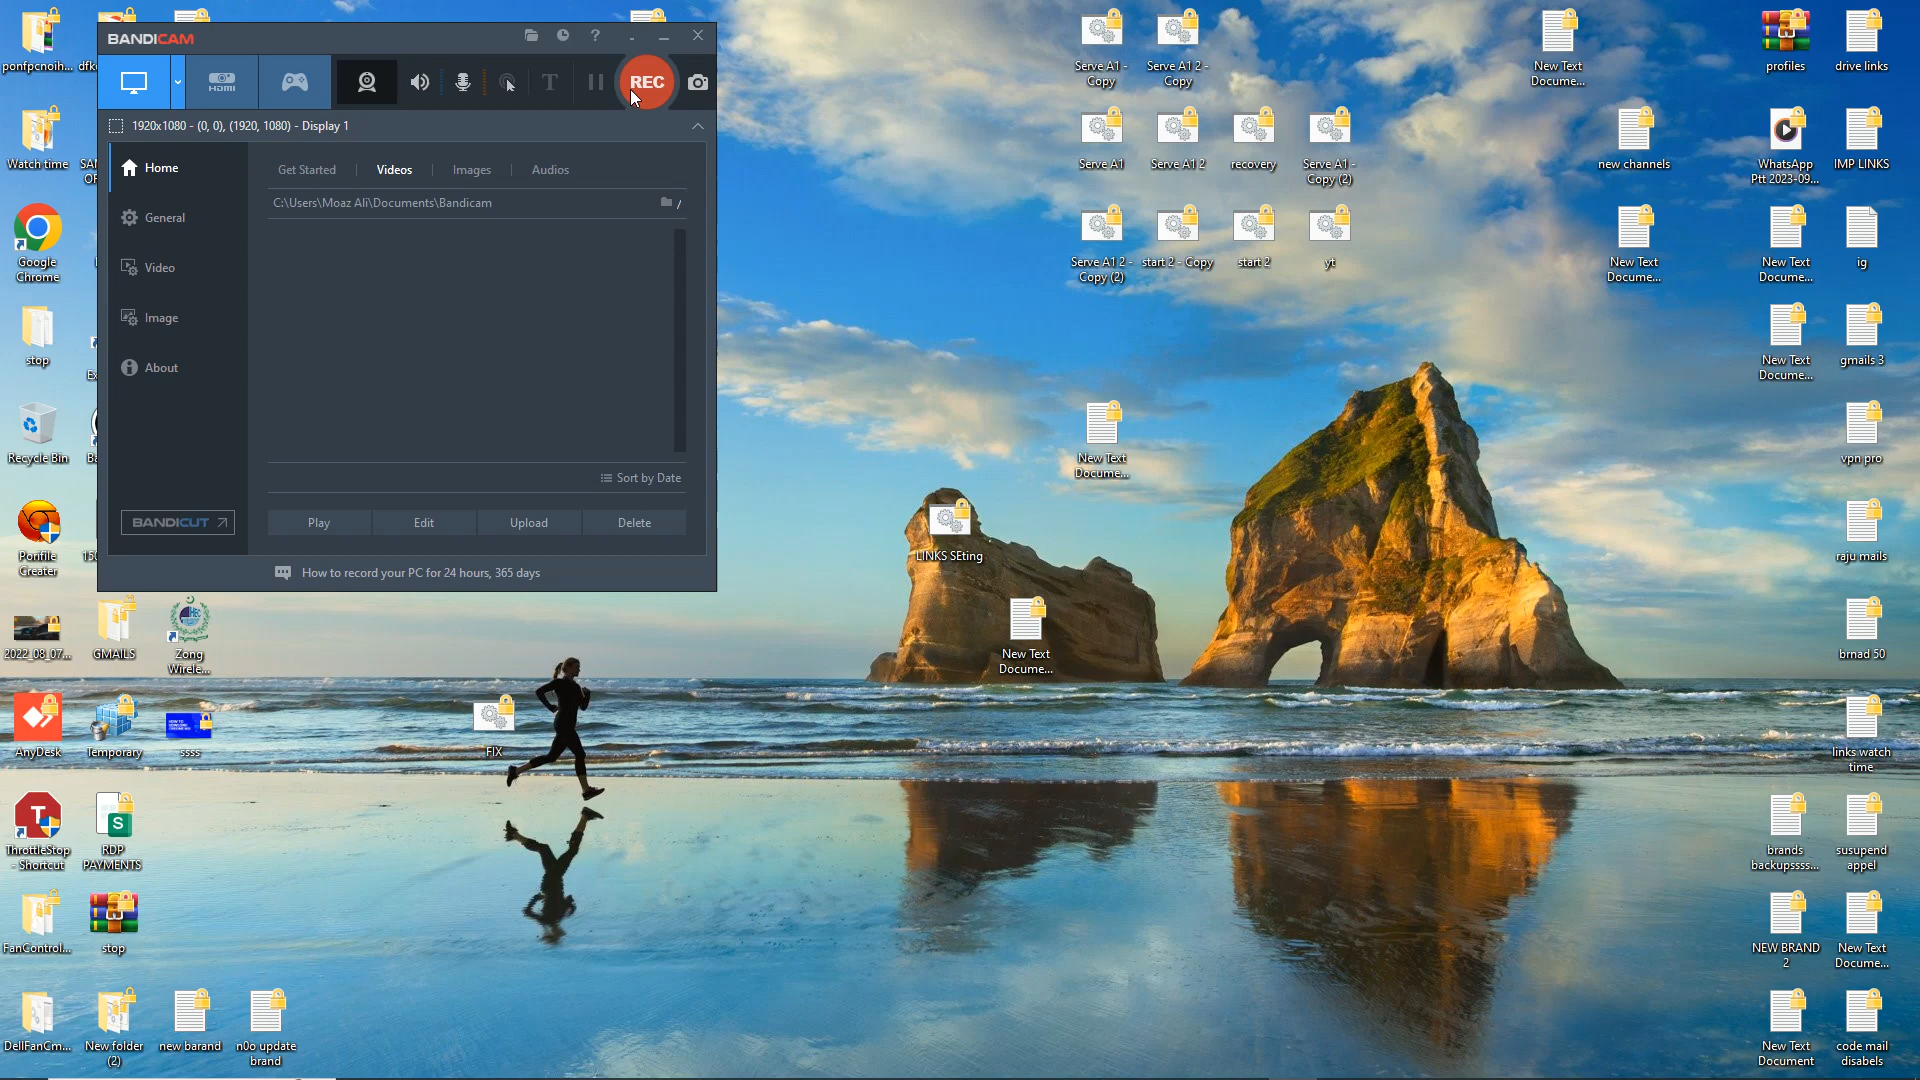 BANDICAM
HDMI
REC
1920x1080 - (0, 0), (1920, 1080) - Display 1
Home
General
Video
Image
About
BANDICUT
Get Started
Videos
Images
Audios
C:\Users\Moaz Ali\Documents\Bandicam
Sort by Date
Play
Edit
Upload
Delete
How to record your PC for 24 hours, 365 days
ponfpcnoih...
Watch time
Google
Chrome
stop
Recycle Bin
Porifile
Creater
2022_08_07...
GMAILS
Zong
Wirele...
AnyDesk
Temporary
ssss
ThrottleStop
- Shortcut
RDP
PAYMENTS
FanControl...
stop
DellFanCm...
New folder
(2)
new barand
n0o update
brand
FIX
Serve A1 -
Copy
Serve A1 2 -
Copy
Serve A1
Serve A1 2
recovery
Serve A1 -
Copy (2)
Serve A1 2 -
Copy (2)
start 2 - Copy
start 2
yt
New Text
Docume...
LINKS SEting
New Text
Docume...
New Text
Docume...
new channels
New Text
Docume...
profiles
drive links
WhatsApp
Ptt 2023-09...
IMP LINKS
New Text
Docume...
ig
New Text
Docume...
gmails 3
vpn pro
raju mails
brnad 50
links watch
time
brands
backupssss...
susupend
appel
NEW BRAND
2
New Text
Docume...
New Text
Document
code mail
disabels